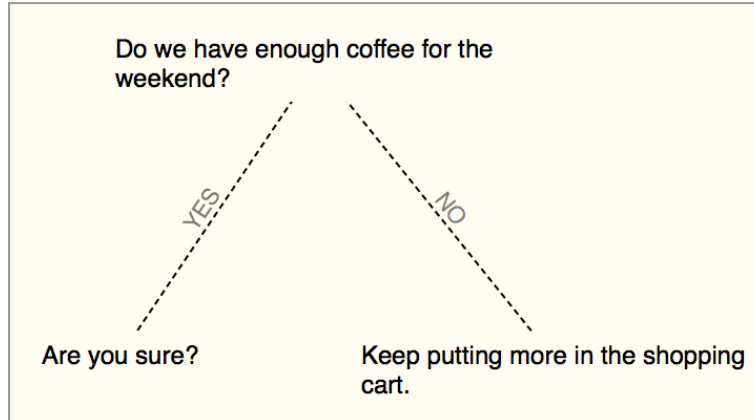 Do we have enough coffee for the
weekend?
YES
NO
Are you sure?
Keep putting more in the shopping
cart.